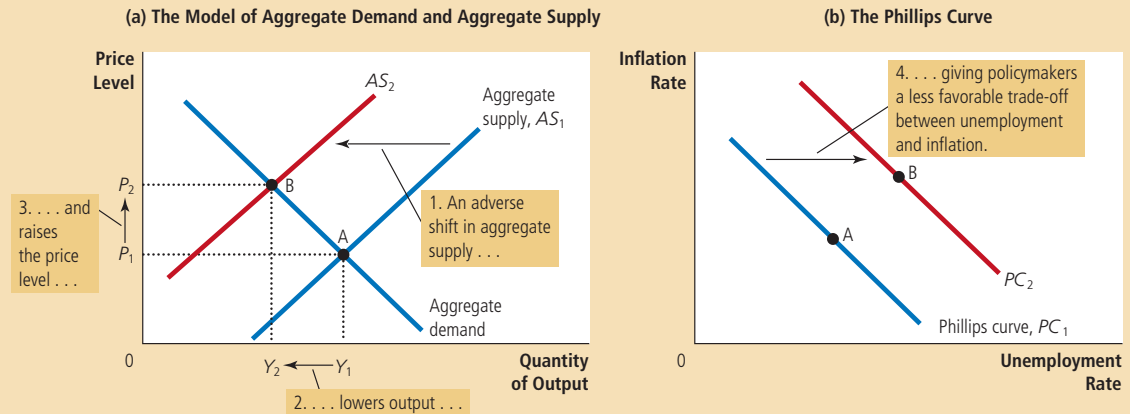 (a) The Model of Aggregate Demand and Aggregate Supply
Price
Level
AS2
Aggregate
supply, AS1
P2
B
3. . . . and
raises
the price
level . . .
1. An adverse
shift in aggregate
supply . . .
A
P1
Aggregate
demand
0
Y2
Y1
Quantity
of Output
2. . . . lowers output . . .
(b) The Phillips Curve
Inflation
Rate
4. . . . giving policymakers
a less favorable trade-off
between unemployment
and inflation.
B
A
PC2
Phillips curve, PC1
0
Unemployment
Rate